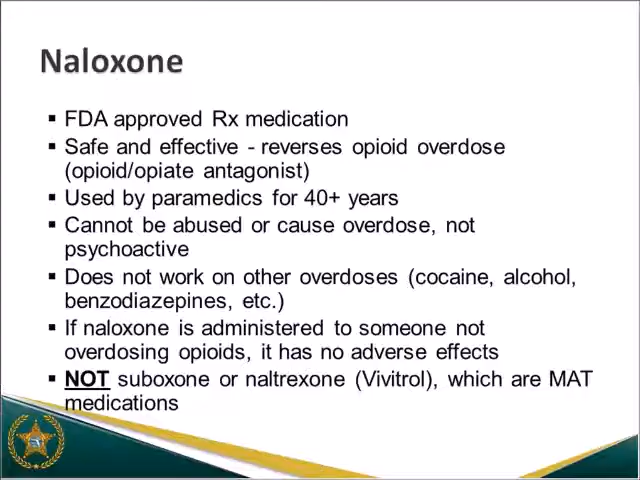 Naloxone
▪ FDA approved Rx medication
▪ Safe and effective - reverses opioid overdose
(opioid/opiate antagonist)
▪ Used by paramedics for 40+ years
▪ Cannot be abused or cause overdose, not
psychoactive
▪ Does not work on other overdoses (cocaine, alcohol,
benzodiazepines, etc.)
▪ If naloxone is administered to someone not
overdosing opioids, it has no adverse effects
▪ NOT suboxone or naltrexone (Vivitrol), which are MAT
medications